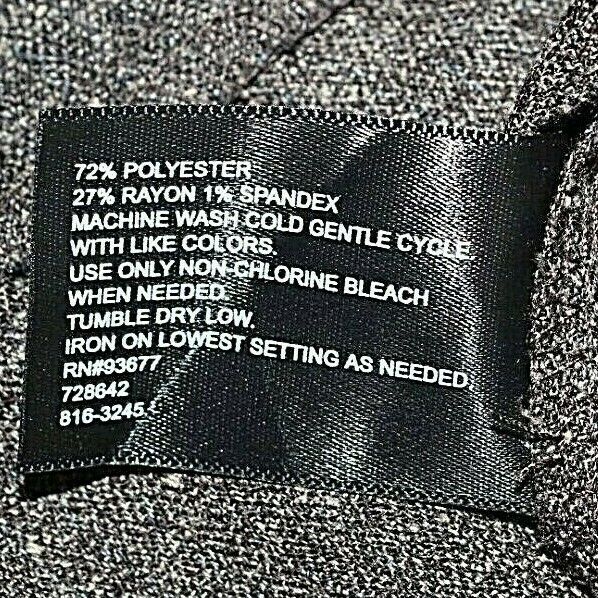 72% POLYESTER
27% RAYON 1% SPANDEX
MACHINE WASH COLD GENTLE CYCLE
WITH LIKE COLORS.
USE ONLY NON-CHLORINE BLEACH
WHEN NEEDED.
TUMBLE DRY LOW.
IRON ON LOWEST SETTING AS NEEDED
RN#93677
728642
816-3245